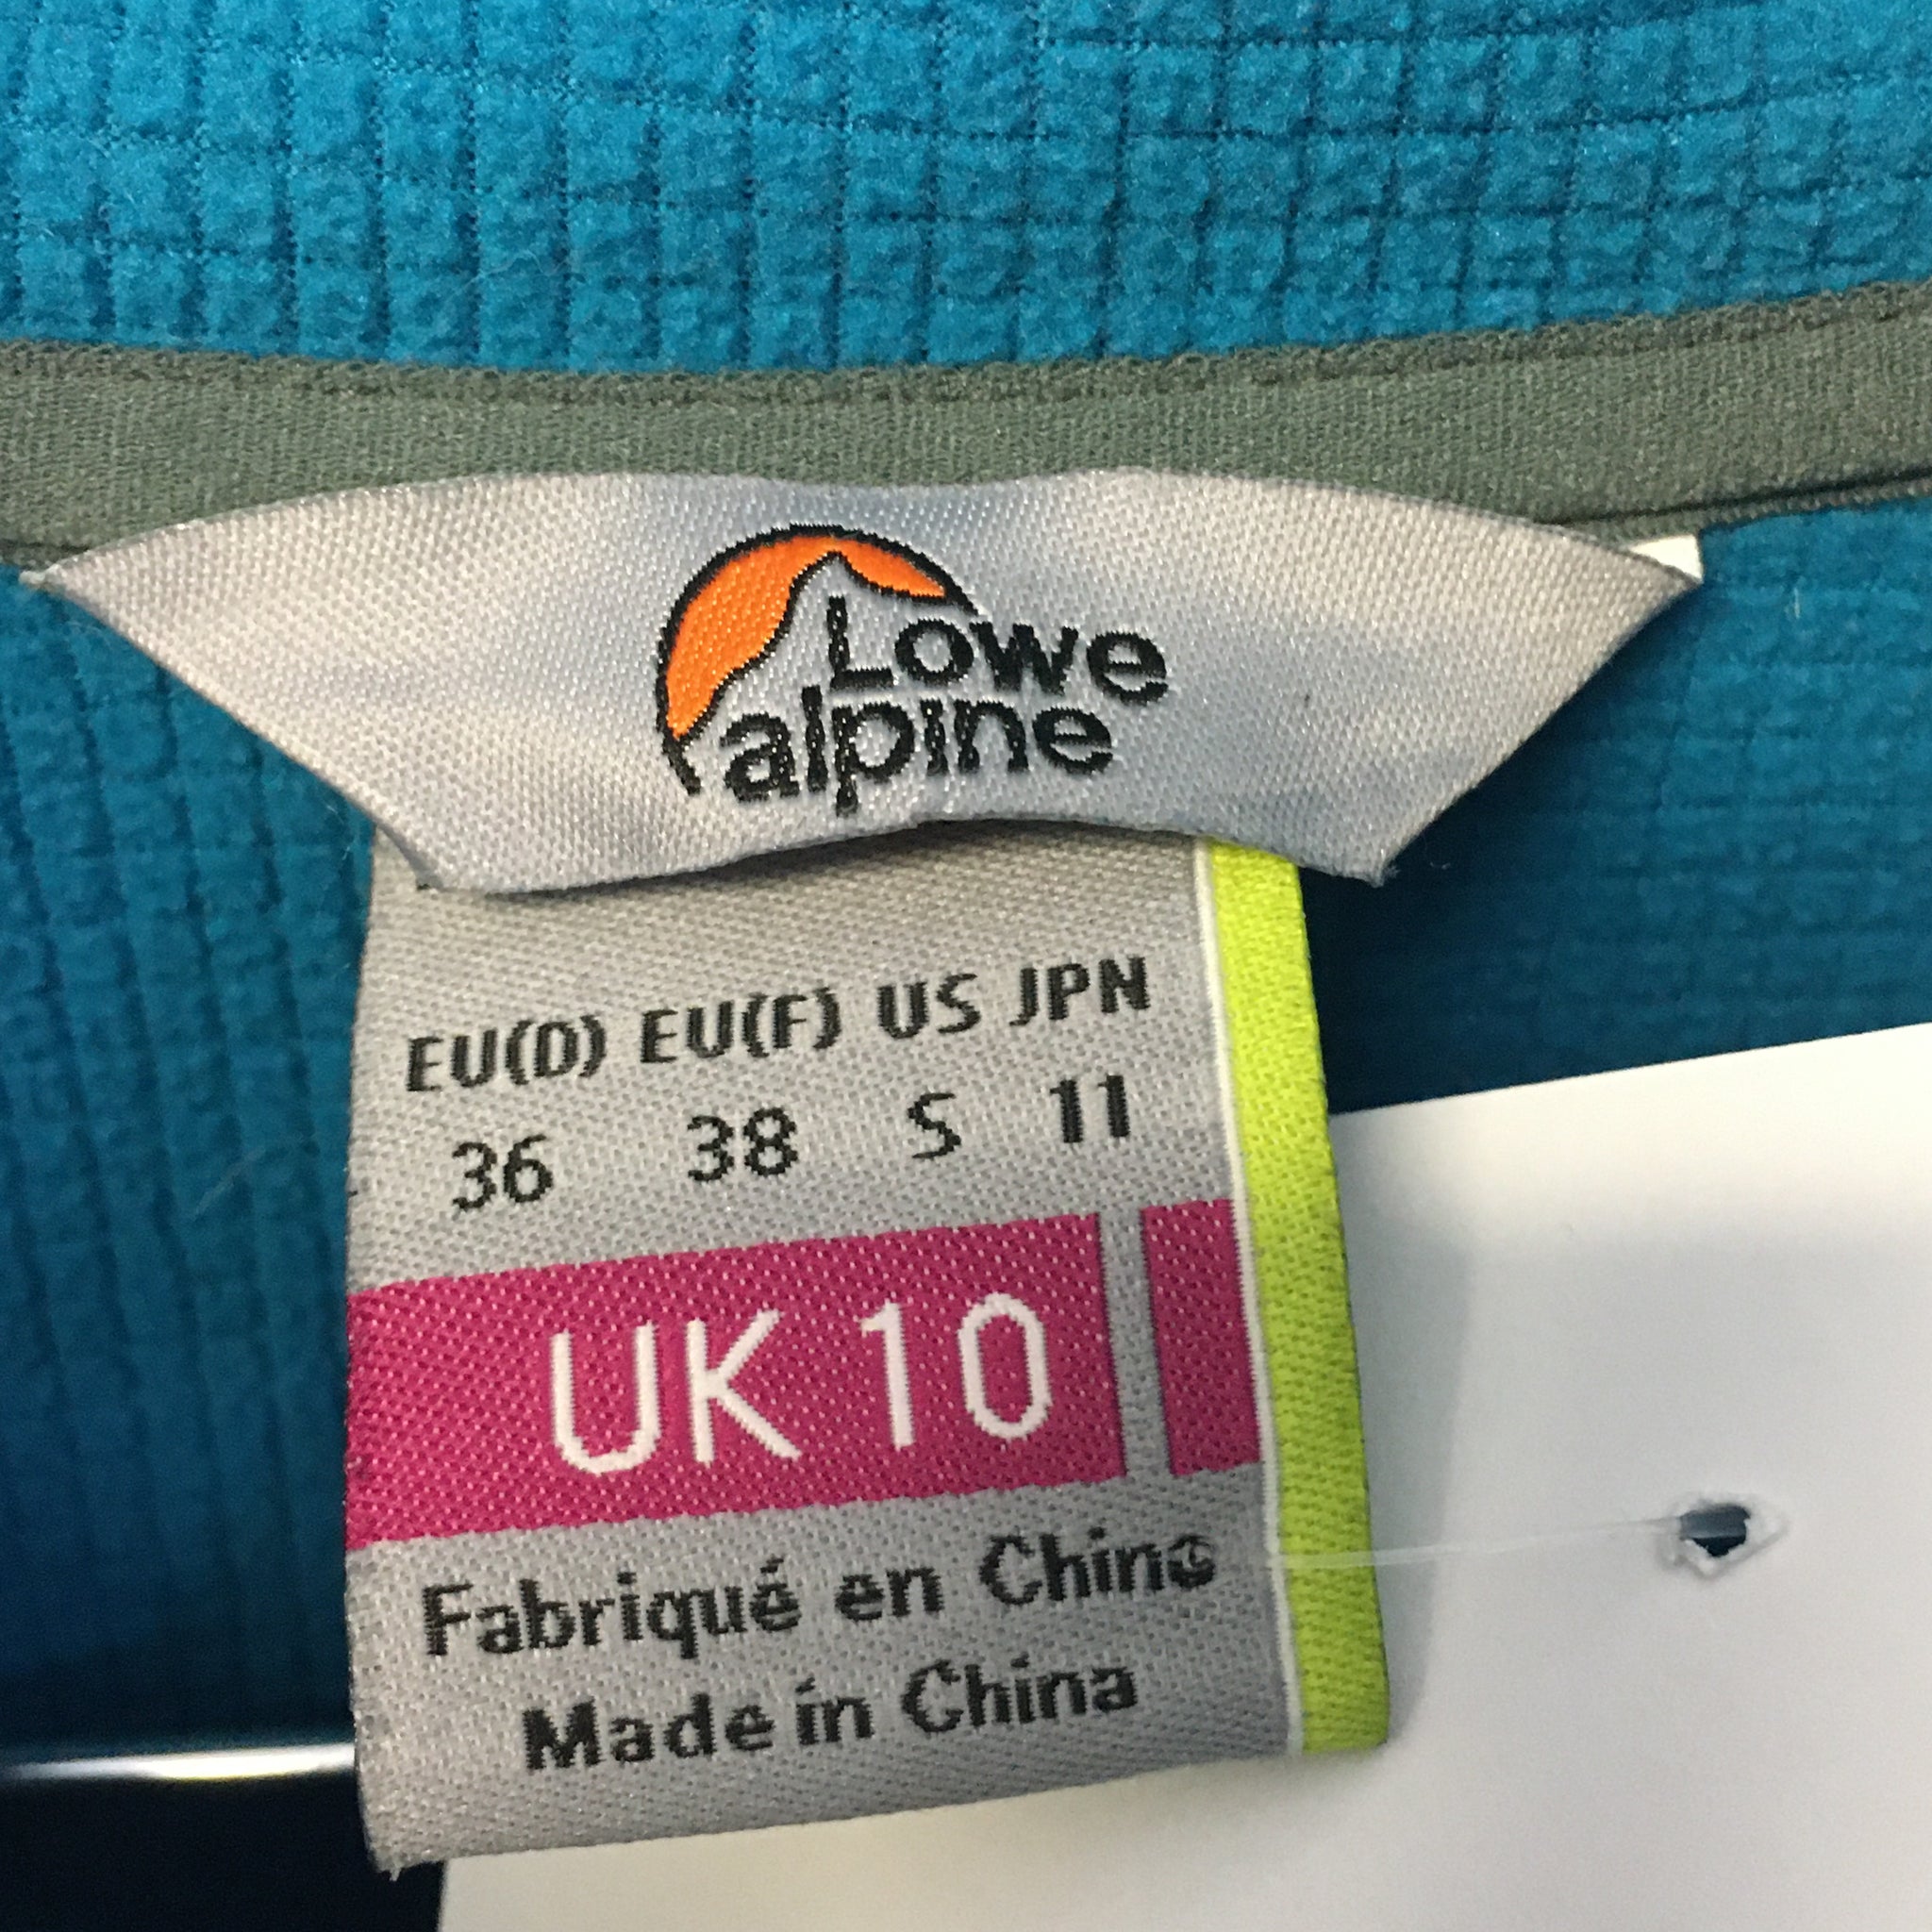 Lowe
alpine
EU(D) EU(F) US JPN
36 38 S 11
UK 10
Fabriqué en Chine
Made in China